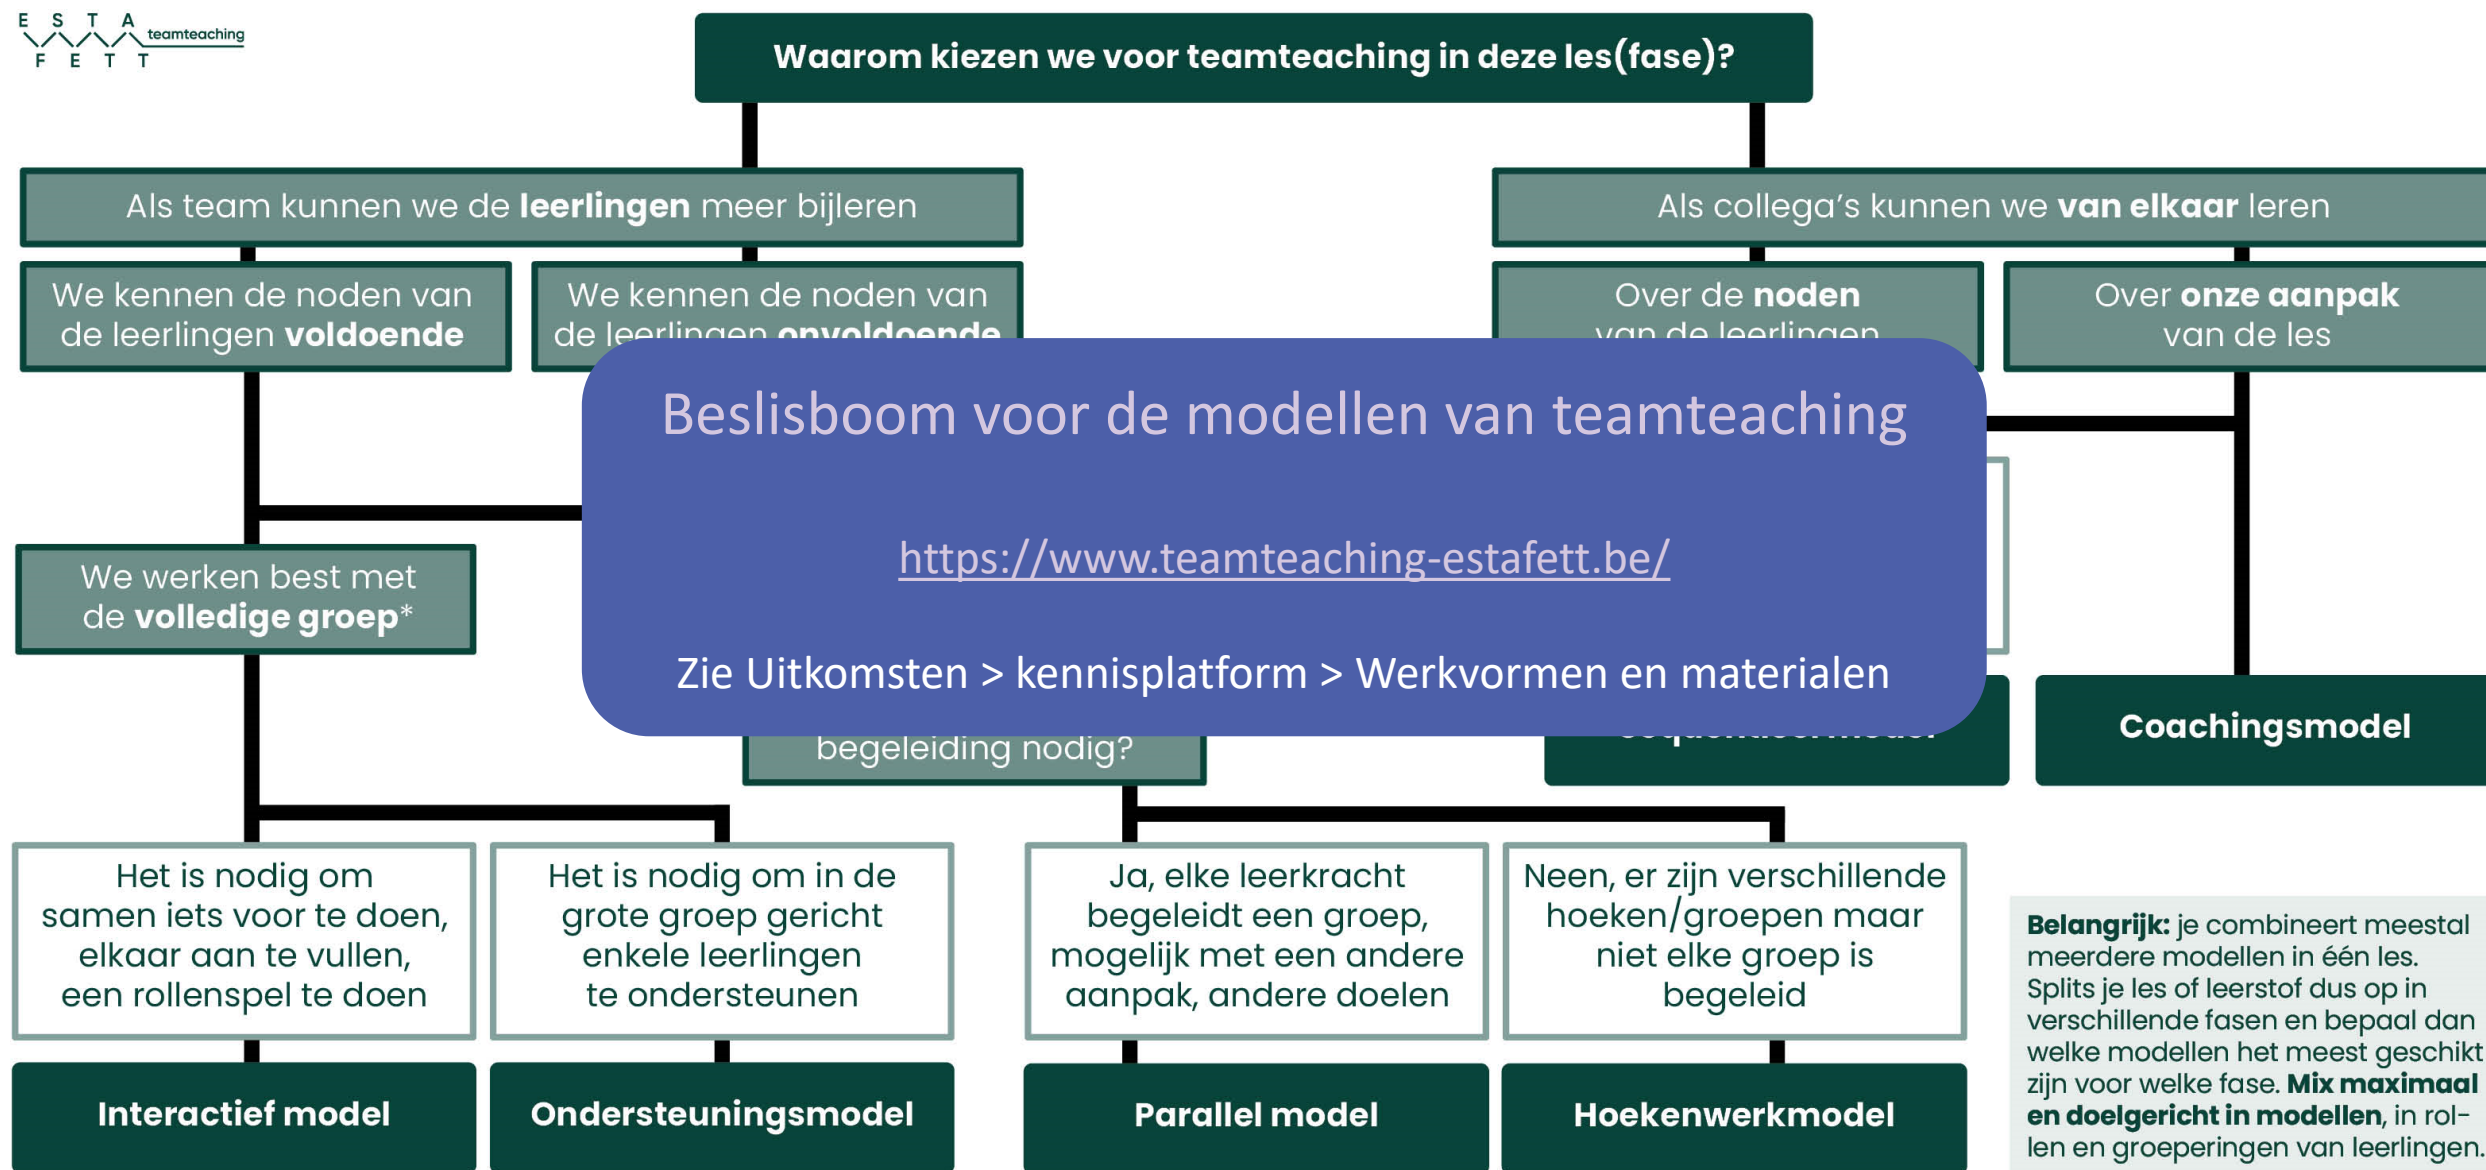 E S T A
F E T T
teamteaching
Waarom kiezen we voor teamteaching in deze les(fase)?
Als team kunnen we de leerlingen meer bijleren
Als collega's kunnen we van elkaar leren
We kennen de noden van
de leerlingen voldoende
We kennen de noden van
de leerlingen onvoldoende
Over de noden
van de leerlingen
Over onze aanpak
van de les
Beslisboom voor de modellen van teamteaching
https://www.teamteaching-estafett.be/
Zie Uitkomsten > kennisplatform > Werkvormen en materialen
We werken best met
de volledige groep*
begeleiding nodig?
Coachingsmodel
Het is nodig om
samen iets voor te doen,
elkaar aan te vullen,
een rollenspel te doen
Het is nodig om in de
grote groep gericht
enkele leerlingen
te ondersteunen
Ja, elke leerkracht
begeleidt een groep,
mogelijk met een andere
aanpak, andere doelen
Neen, er zijn verschillende
hoeken/groepen maar
niet elke groep is
begeleid
Interactief model
Ondersteuningsmodel
Parallel model
Hoekenwerkmodel
Belangrijk: je combineert meestal
meerdere modellen in één les.
Splits je les of leerstof dus op in
verschillende fasen en bepaal dan
welke modellen het meest geschikt
zijn voor welke fase. Mix maximaal
en doelgericht in modellen, in rol-
len en groeperingen van leerlingen.